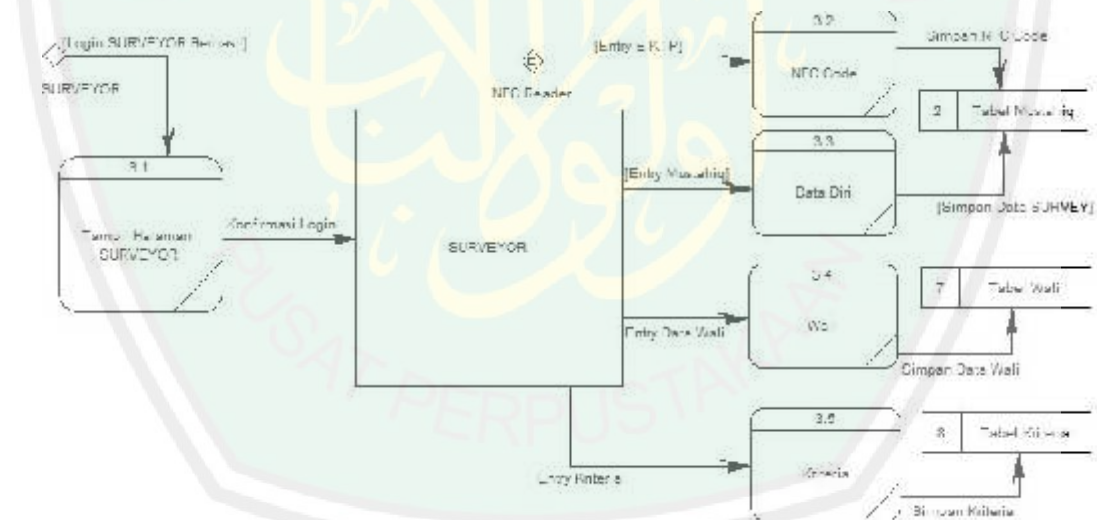 [Login SURVEYOR Berhasil]
SURVEYOR
3.1
Tampil Halaman
SURVEYOR
Konfirmasi Login
E
NFC Reader
SURVEYOR
[Entry E KTP]
3.2
NFC Code
Simpan NFC Code
2 Tabel Mustahiq
[Entry Mustahiq]
3.3
Data Diri
[Simpan Data SURVEY]
Entry Data Wali
3.4
Wali
7 Tabel Wali
Simpan Data Wali
Entry Kriteria
3.5
Kriteria
8 Tabel Kriteria
Simpan Kriteria
PUSAT PERPUSTAKAAN